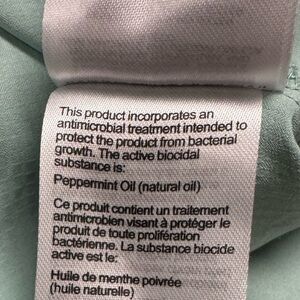 This product incorporates an
antimicrobial treatment intended to
protect the product from bacterial
growth. The active biocidal
substance is:
Peppermint Oil (natural oil)
Ce produit contient un traitement
antimicrobien visant à protéger le
produit de toute prolifération
bactérienne. La substance biocide
active est le:
Huile de menthe poivrée
(huile naturelle)